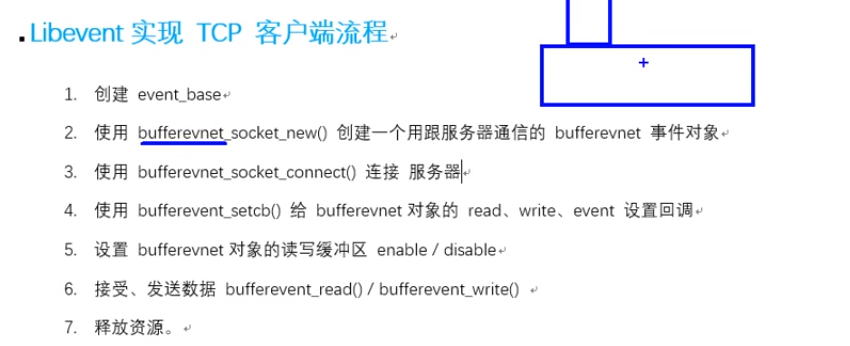 Libevent 实现 TCP 客户端流程
1. 创建 event_base
2. 使用 bufferevnet_socket_new() 创建一个用跟服务器通信的 bufferevnet 事件对象
3. 使用 bufferevnet_socket_connect() 连接 服务器
4. 使用 bufferevent_setcb() 给 bufferevnet 对象的 read、write、event 设置回调
5. 设置 bufferevnet 对象的读写缓冲区 enable / disable
6. 接受、发送数据 bufferevent_read() / bufferevent_write()
7. 释放资源。